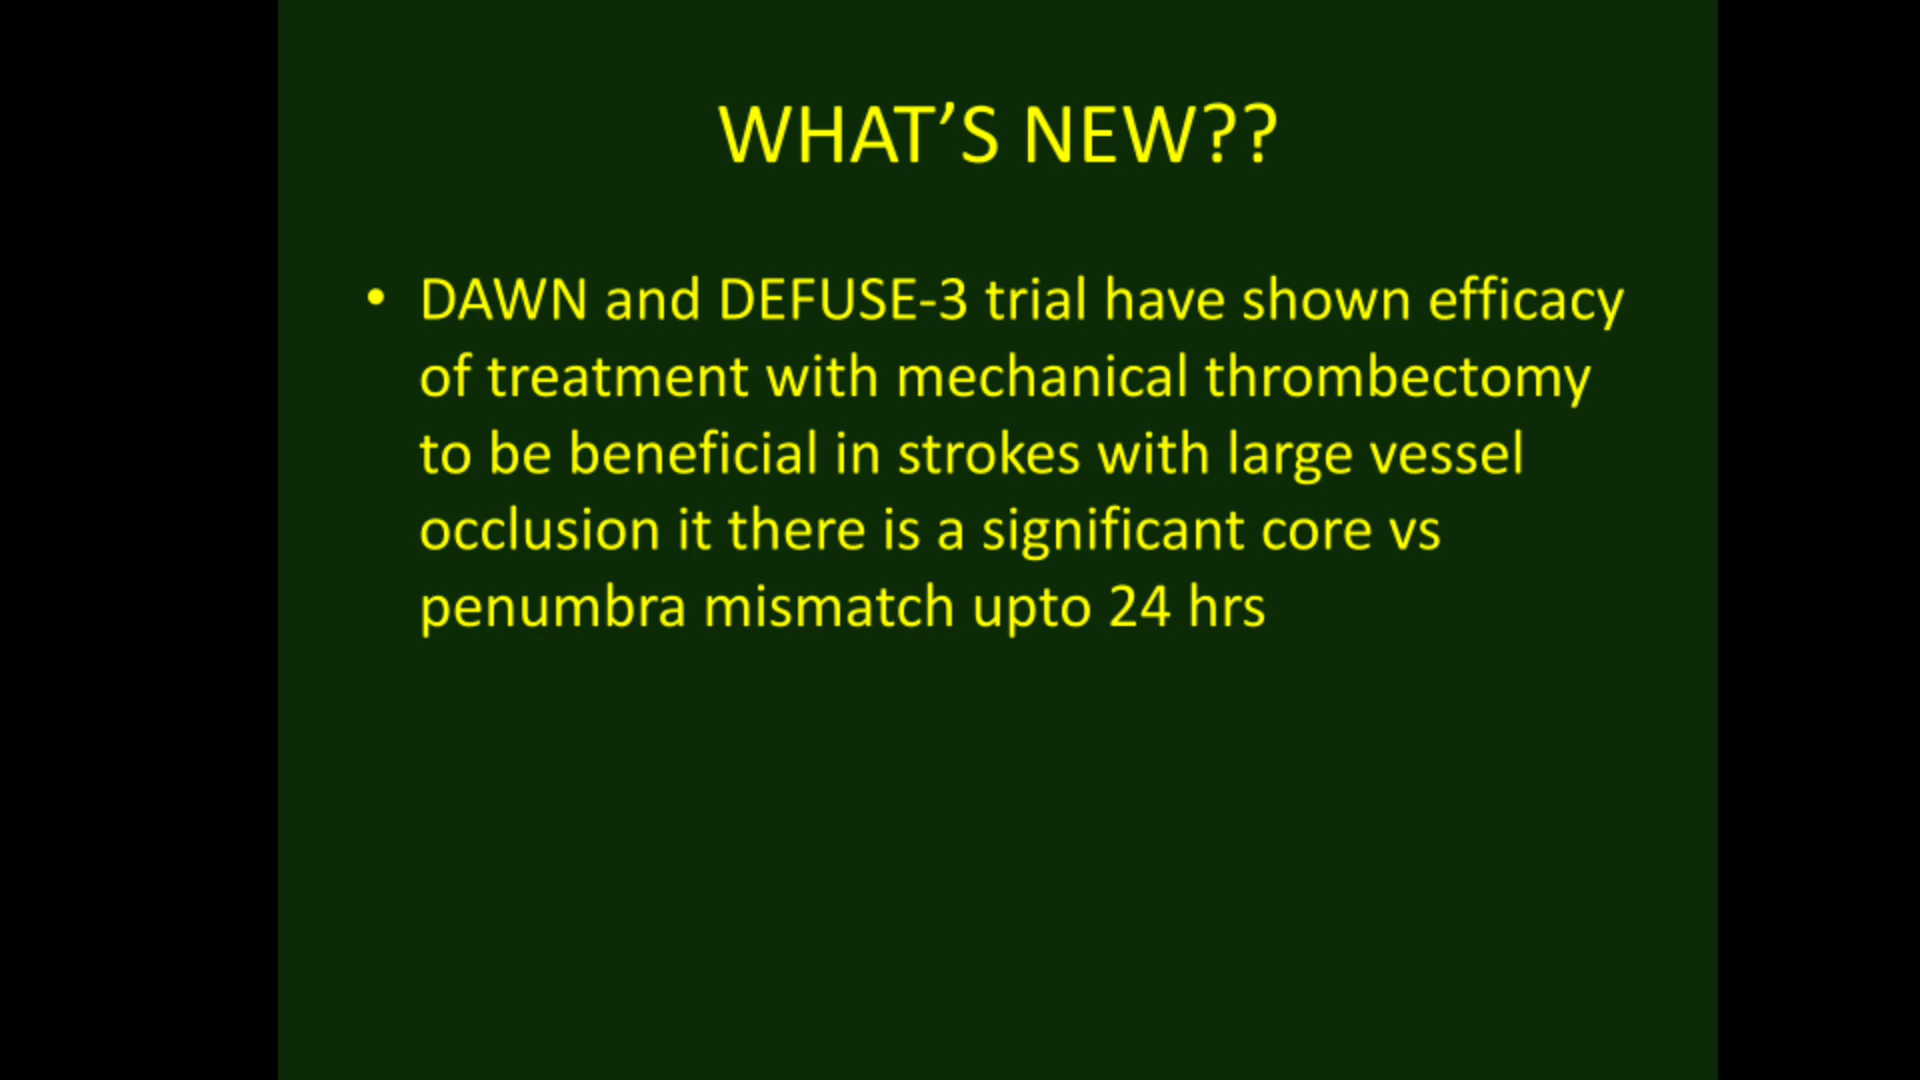 WHAT’S NEW??
• DAWN and DEFUSE-3 trial have shown efficacy
of treatment with mechanical thrombectomy
to be beneficial in strokes with large vessel
occlusion it there is a significant core vs
penumbra mismatch upto 24 hrs